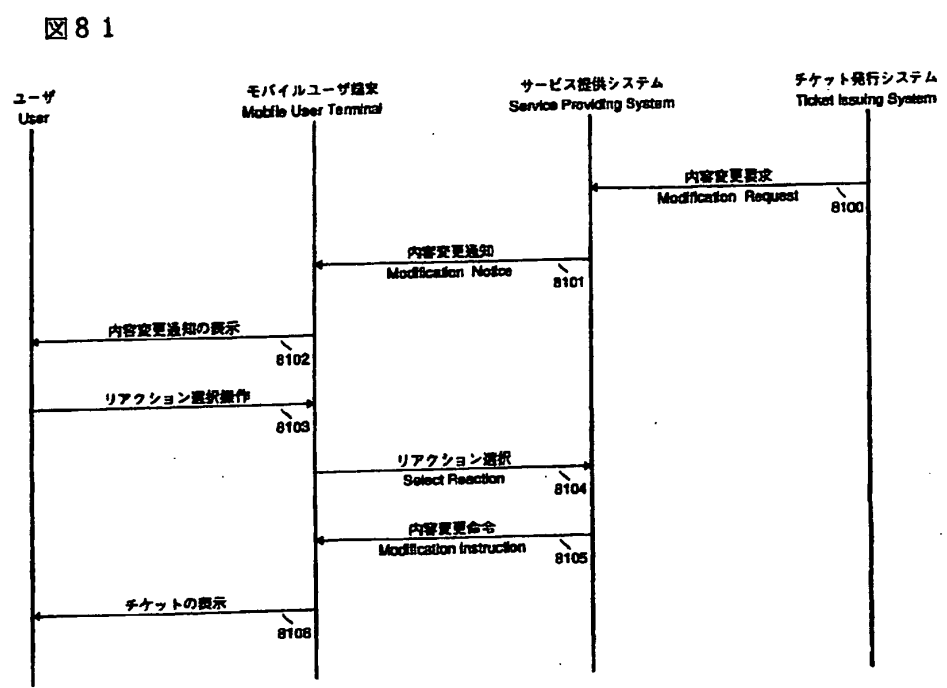 図81
ユーザ
User
モバイルユーザ端末
Mobile User Terminal
サービス提供システム
Service Providing System
チケット発行システム
Ticket Issuing System
内容変更要求
Modification Request
8100
内容変更通知
Modification Notice
8101
内容変更通知の表示
8102
リアクション選択操作
8103
リアクション選択
Select Reaction
8104
内容変更命令
Modification Instruction
8105
チケットの表示
8106